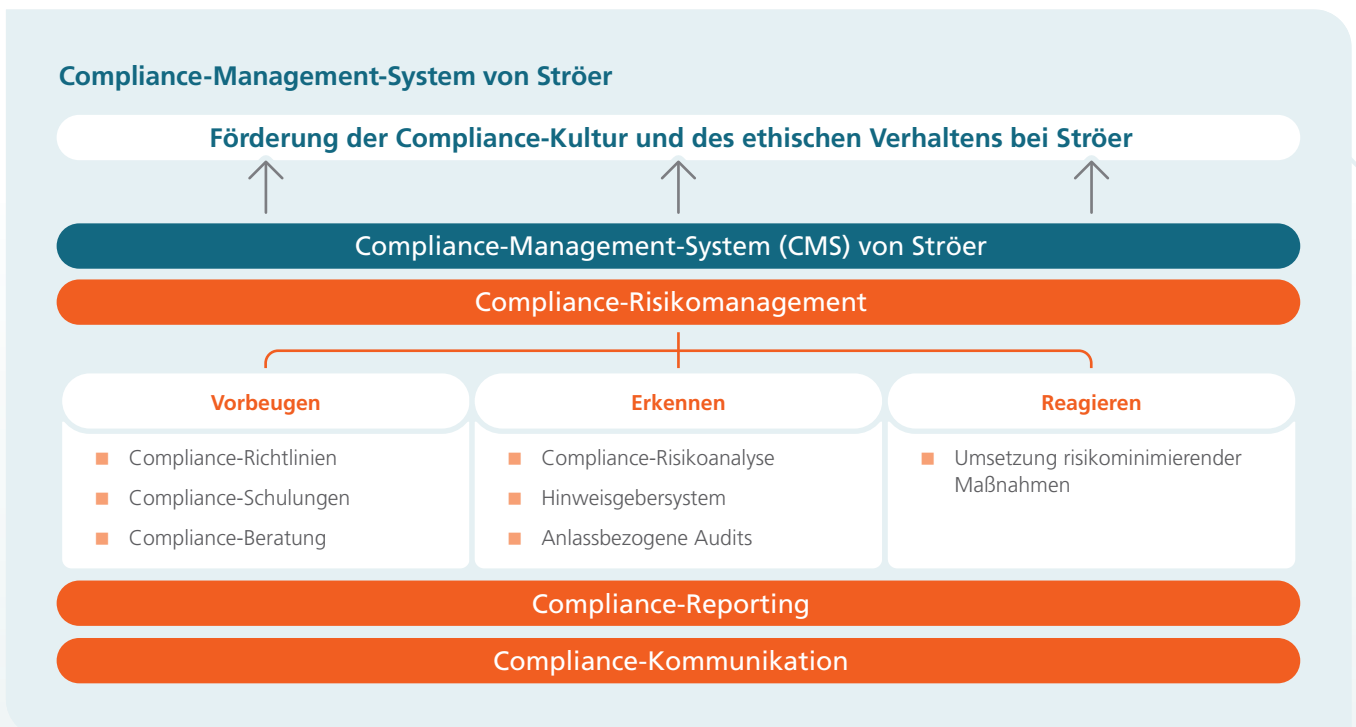 Compliance-Management-System von Ströer
Förderung der Compliance-Kultur und des ethischen Verhaltens bei Ströer
Compliance-Management-System (CMS) von Ströer
Compliance-Risikomanagement
Vorbeugen
Compliance-Richtlinien
Compliance-Schulungen
Compliance-Beratung
Erkennen
Compliance-Risikoanalyse
Hinweisgebersystem
Anlassbezogene Audits
Reagieren
Umsetzung risikominimierender
Maßnahmen
Compliance-Reporting
Compliance-Kommunikation